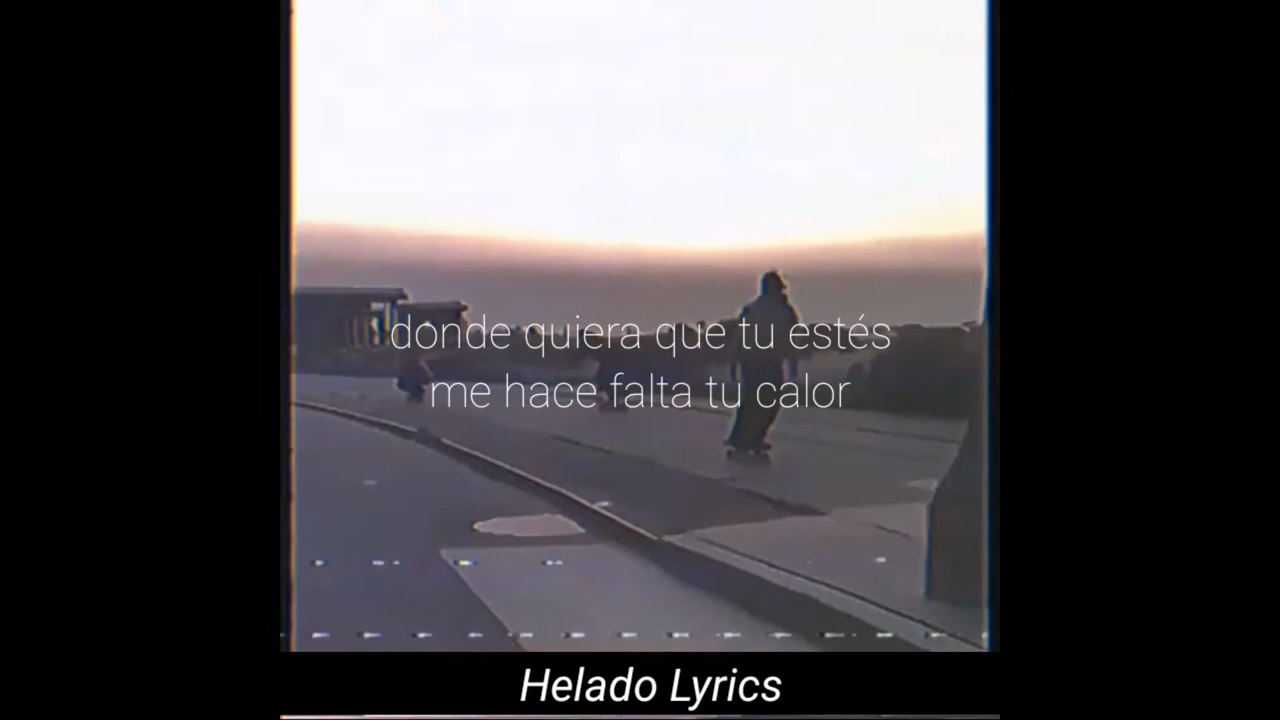 donde quiera que tu estés
me hace falta tu calor
Helado Lyrics